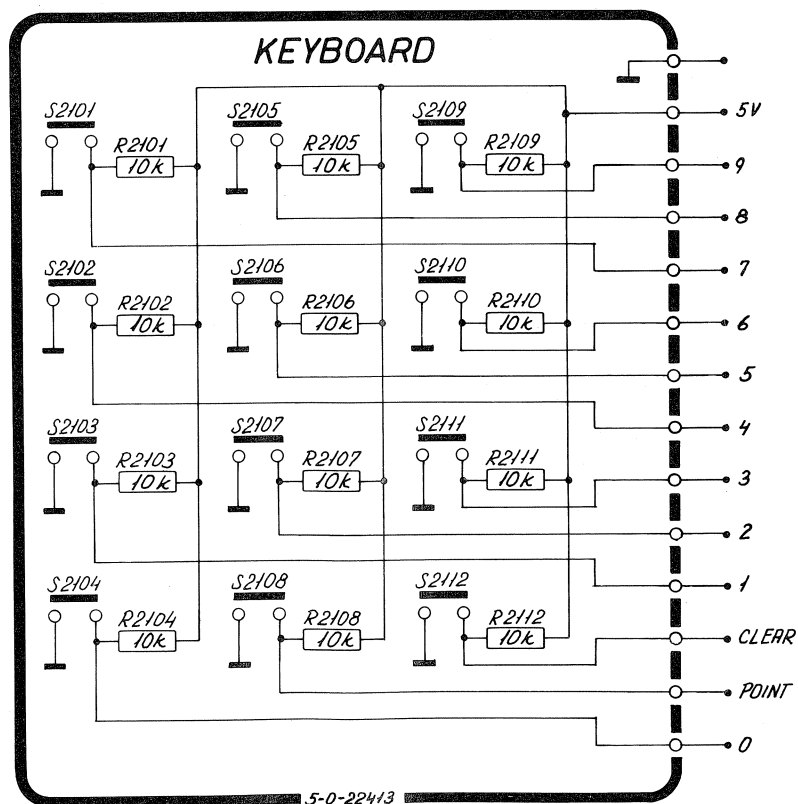 KEYBOARD
S2101
S2105
S2109
5V
R2101
R2105
R2109
10k
10k
10k
9
8
7
S2102
S2106
S2110
R2102
R2106
R2110
10k
10k
10k
6
5
4
S2103
S2107
S2111
R2103
R2107
R2111
10k
10k
10k
3
2
1
S2104
S2108
S2112
R2104
R2108
R2112
10k
10k
10k
CLEAR
POINT
0
5-0-22413